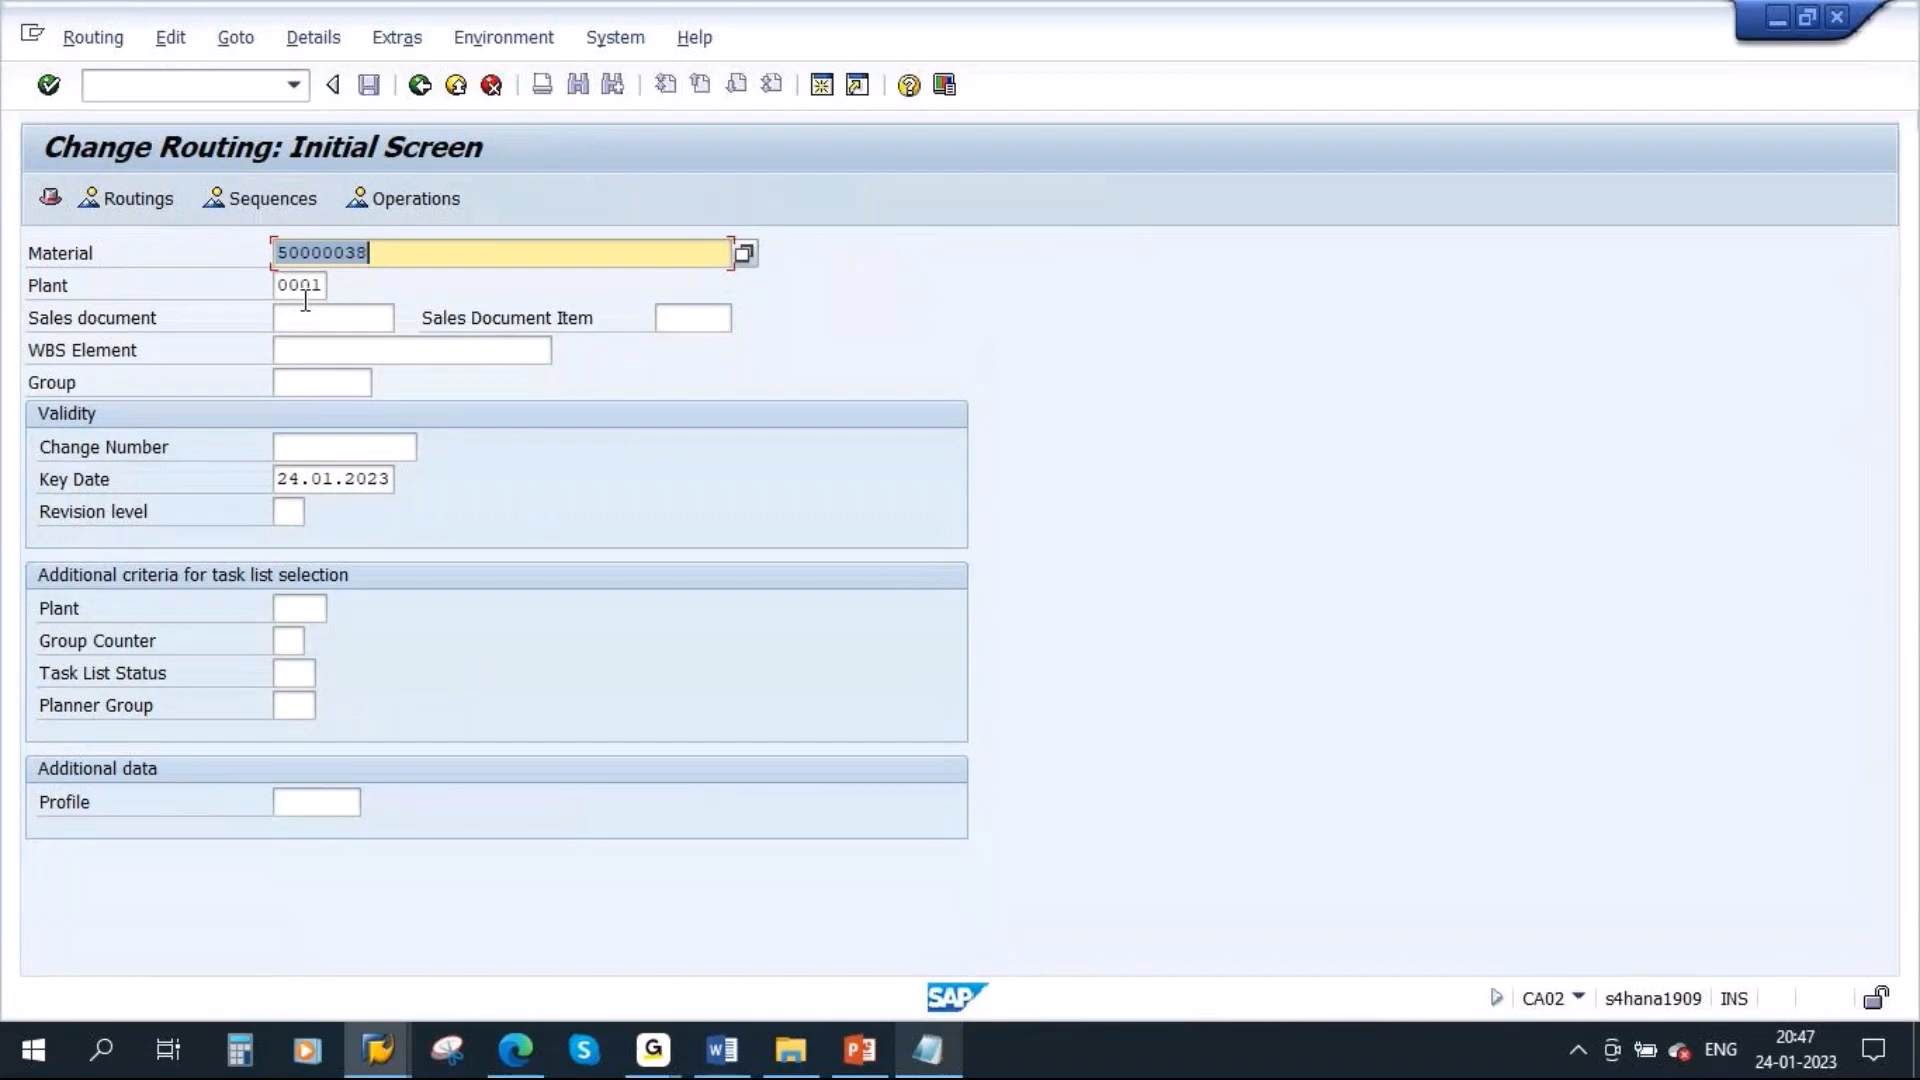 Routing Edit Goto Details Extras Environment System Help
Change Routing: Initial Screen
Routings Sequences Operations
Material 50000038
Plant 0001
Sales document Sales Document Item
WBS Element
Group
Validity
Change Number
Key Date 24.01.2023
Revision level
Additional criteria for task list selection
Plant
Group Counter
Task List Status
Planner Group
Additional data
Profile
SAP CA02 s4hana1909 INS
ENG 20:47
24-01-2023